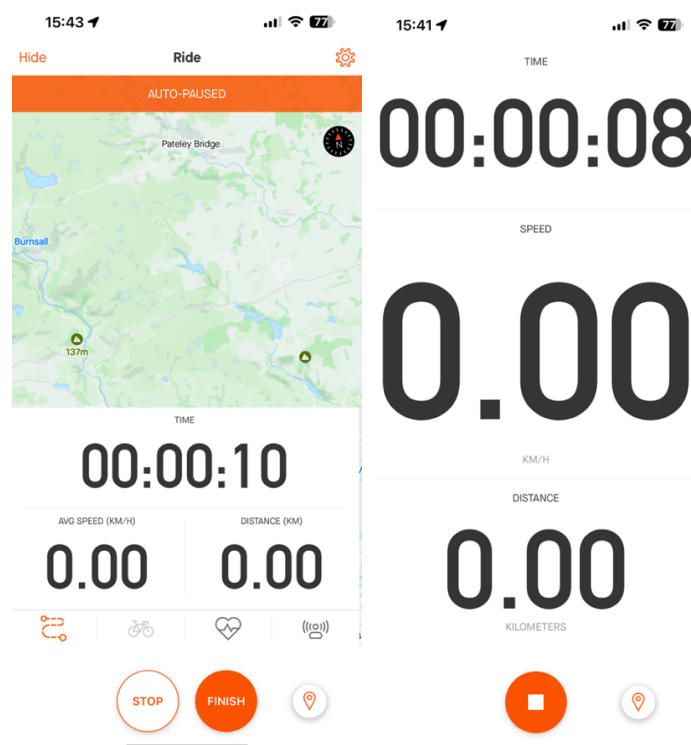 15:43
77
Hide
Ride
AUTO-PAUSED
Pateley Bridge
N
Burnsall
137m
TIME
00:00:10
AVG SPEED (KM/H)
DISTANCE (KM)
0.00
0.00
STOP
FINISH
15:41
77
TIME
00:00:08
SPEED
0.00
KM/H
DISTANCE
0.00
KILOMETERS